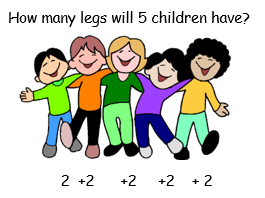 How many legs will 5 children have?
2 +2 +2 +2 + 2